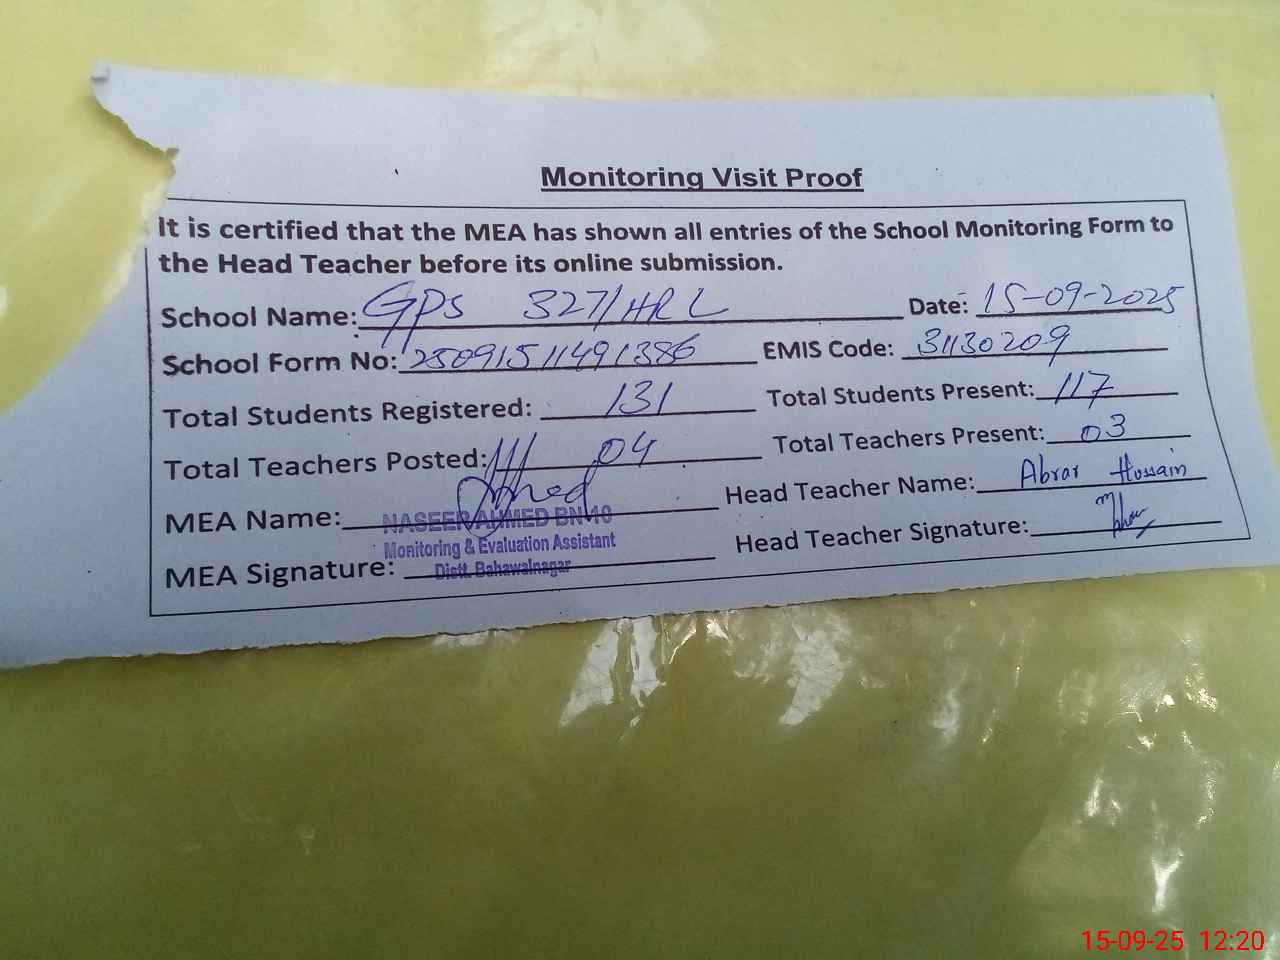 Monitoring Visit Proof
It is certified that the MEA has shown all entries of the School Monitoring Form to
the Head Teacher before its online submission.
School Name: GPS 327/HRL Date: 15-09-2025
School Form No: 25091511491386 EMIS Code: 31130209
Total Students Registered: 131 Total Students Present: 117
Total Teachers Posted: 04 Total Teachers Present: 03
MEA Name: Head Teacher Name: Abrar Hussain
NASEER AHMED BN-10
Monitoring & Evaluation Assistant
MEA Signature: Head Teacher Signature:
Distt. Bahawalnagar
15-09-25 12:20